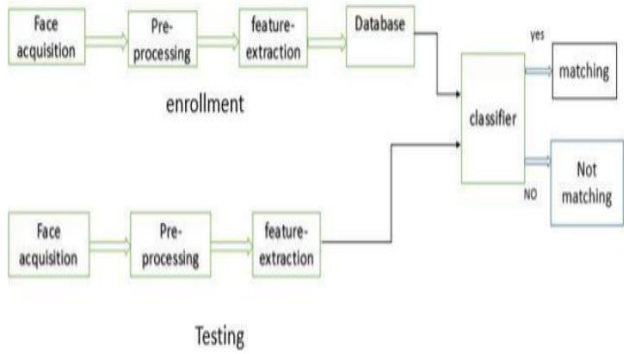 Face
acquisition
Pre-
processing
feature-
extraction
Database
enrollment
classifier
yes
matching
NO
Not
matching
Face
acquisition
Pre-
processing
feature-
extraction
Testing